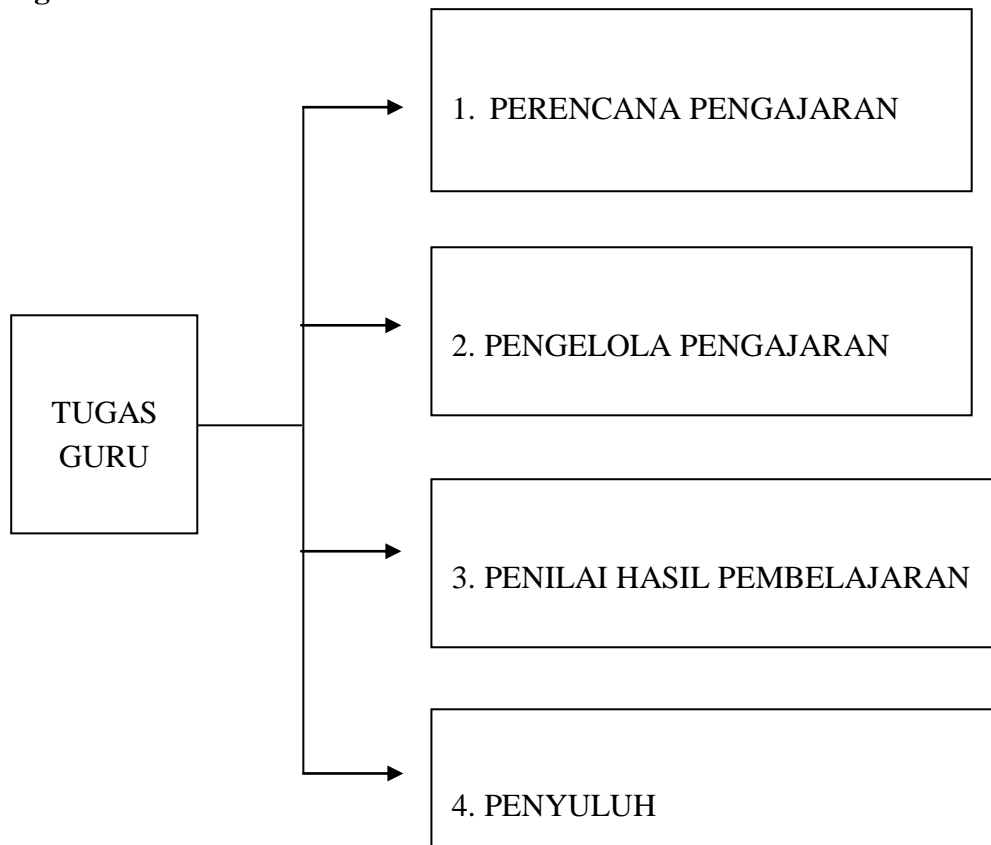 TUGAS
GURU
1. PERENCANA PENGAJARAN
2. PENGELOLA PENGAJARAN
3. PENILAI HASIL PEMBELAJARAN
4. PENYULUH